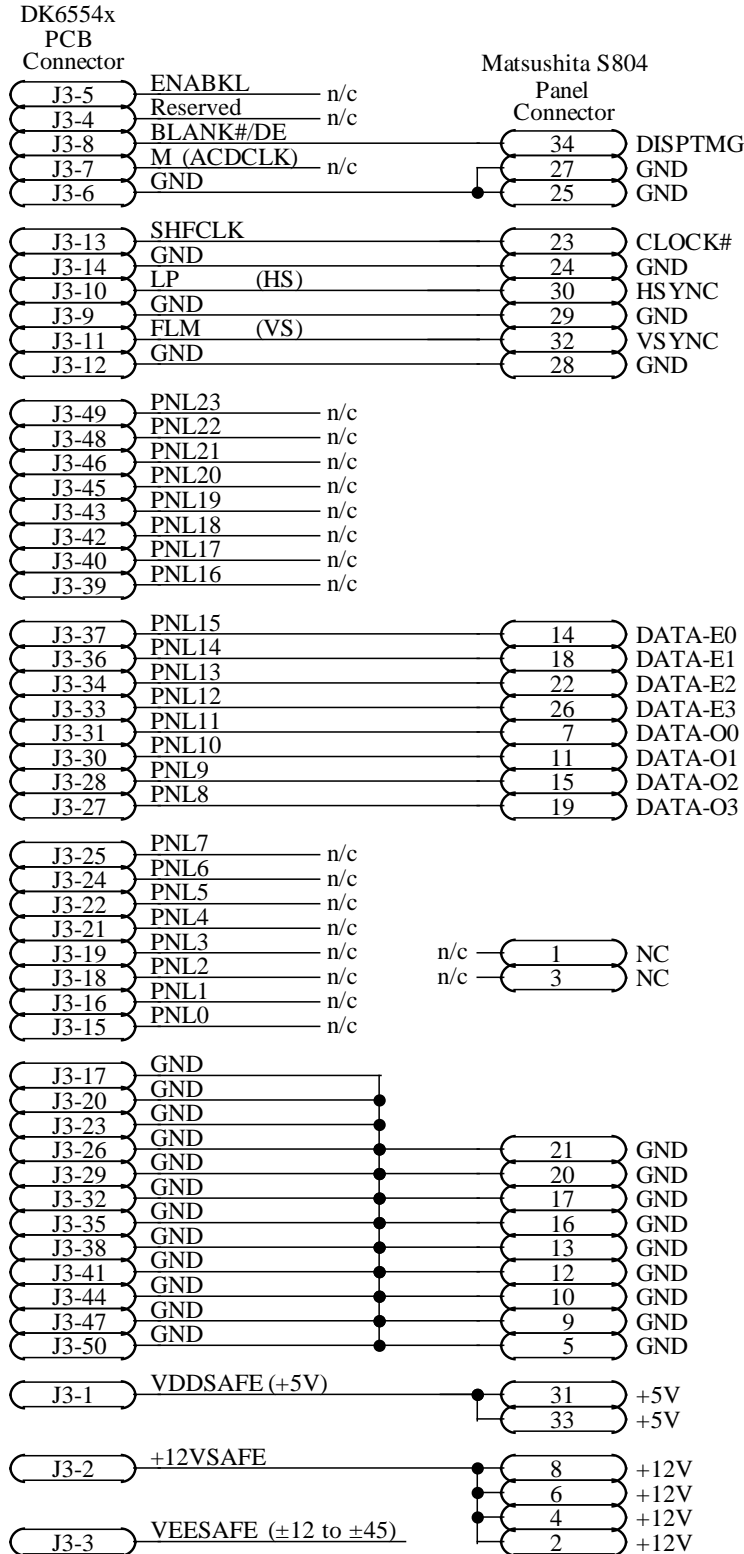 DK6554x
PCB
Connector
Matsushita S804
Panel
Connector
J3-5 ENABKL n/c
J3-4 Reserved n/c
J3-8 BLANK#/DE 34 DISPTMG
J3-7 M (ACDCLK) n/c 27 GND
J3-6 GND 25 GND
J3-13 SHFCLK 23 CLOCK#
J3-14 GND 24 GND
J3-10 LP (HS) 30 HSYNC
J3-9 GND 29 GND
J3-11 FLM (VS) 32 VSYNC
J3-12 GND 28 GND
J3-49 PNL23 n/c
J3-48 PNL22 n/c
J3-46 PNL21 n/c
J3-45 PNL20 n/c
J3-43 PNL19 n/c
J3-42 PNL18 n/c
J3-40 PNL17 n/c
J3-39 PNL16 n/c
J3-37 PNL15 14 DATA-E0
J3-36 PNL14 18 DATA-E1
J3-34 PNL13 22 DATA-E2
J3-33 PNL12 26 DATA-E3
J3-31 PNL11 7 DATA-O0
J3-30 PNL10 11 DATA-O1
J3-28 PNL9 15 DATA-O2
J3-27 PNL8 19 DATA-O3
J3-25 PNL7 n/c
J3-24 PNL6 n/c
J3-22 PNL5 n/c
J3-21 PNL4 n/c
J3-19 PNL3 n/c n/c 1 NC
J3-18 PNL2 n/c n/c 3 NC
J3-16 PNL1 n/c
J3-15 PNL0 n/c
J3-17 GND
J3-20 GND
J3-23 GND
J3-26 GND 21 GND
J3-29 GND 20 GND
J3-32 GND 17 GND
J3-35 GND 16 GND
J3-38 GND 13 GND
J3-41 GND 12 GND
J3-44 GND 10 GND
J3-47 GND 9 GND
J3-50 GND 5 GND
J3-1 VDDSAFE (+5V) 31 +5V
33 +5V
J3-2 +12VSAFE 8 +12V
6 +12V
4 +12V
J3-3 VEESAFE (±12 to ±45) 2 +12V